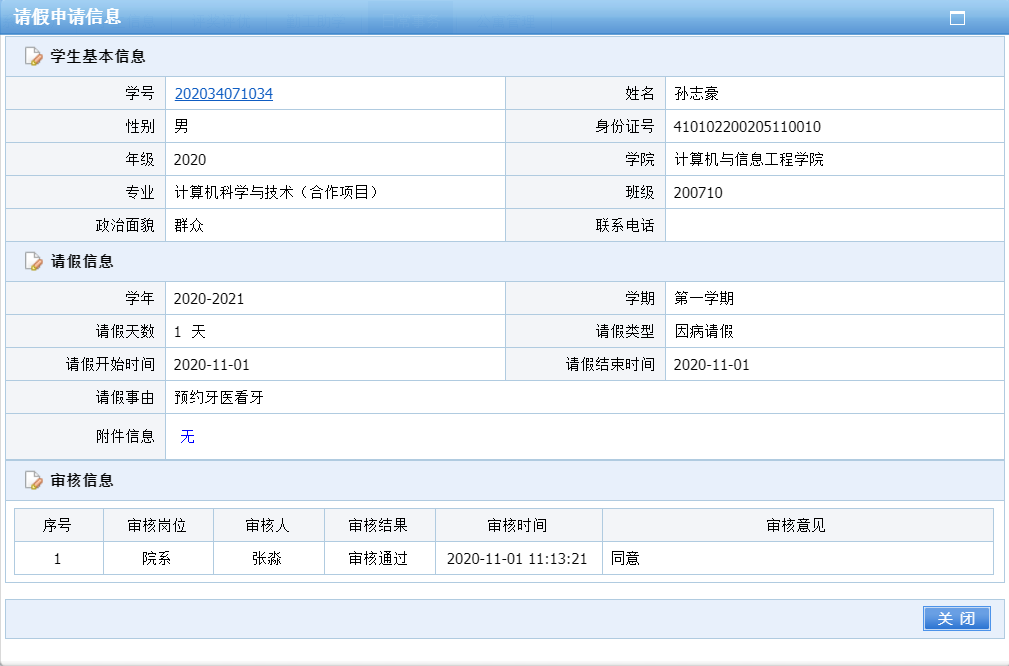 请假申请信息
学生基本信息
学号 202034071034 姓名 孙志豪
性别 男 身份证号 410102200205110010
年级 2020 学院 计算机与信息工程学院
专业 计算机科学与技术（合作项目） 班级 200710
政治面貌 群众 联系电话
请假信息
学年 2020-2021 学期 第一学期
请假天数 1 天 请假类型 因病请假
请假开始时间 2020-11-01 请假结束时间 2020-11-01
请假事由 预约牙医看牙
附件信息 无
审核信息
序号 审核岗位 审核人 审核结果 审核时间 审核意见
1 院系 张淼 审核通过 2020-11-01 11:13:21 同意
关 闭